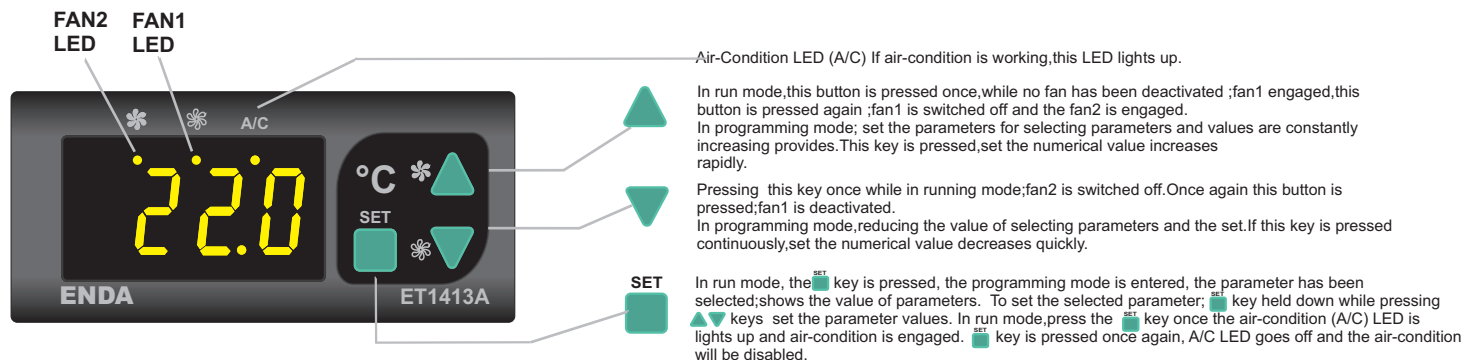 FAN2 FAN1
LED LED
A/C
22.0
°C
SET
ENDA
ET1413A
Air-Condition LED (A/C) If air-condition is working,this LED lights up.
In run mode,this button is pressed once,while no fan has been deactivated ;fan1 engaged,this
button is pressed again ;fan1 is switched off and the fan2 is engaged.
In programming mode; set the parameters for selecting parameters and values are constantly
increasing provides.This key is pressed,set the numerical value increases
rapidly.
Pressing this key once while in running mode;fan2 is switched off.Once again this button is
pressed;fan1 is deactivated.
In programming mode,reducing the value of selecting parameters and the set.If this key is pressed
continuously,set the numerical value decreases quickly.
SET
In run mode, the SET key is pressed, the programming mode is entered, the parameter has been
selected;shows the value of parameters. To set the selected parameter; SET key held down while pressing
▲▼ keys set the parameter values. In run mode,press the SET key once the air-condition (A/C) LED is
lights up and air-condition is engaged. SET key is pressed once again, A/C LED goes off and the air-condition
will be disabled.